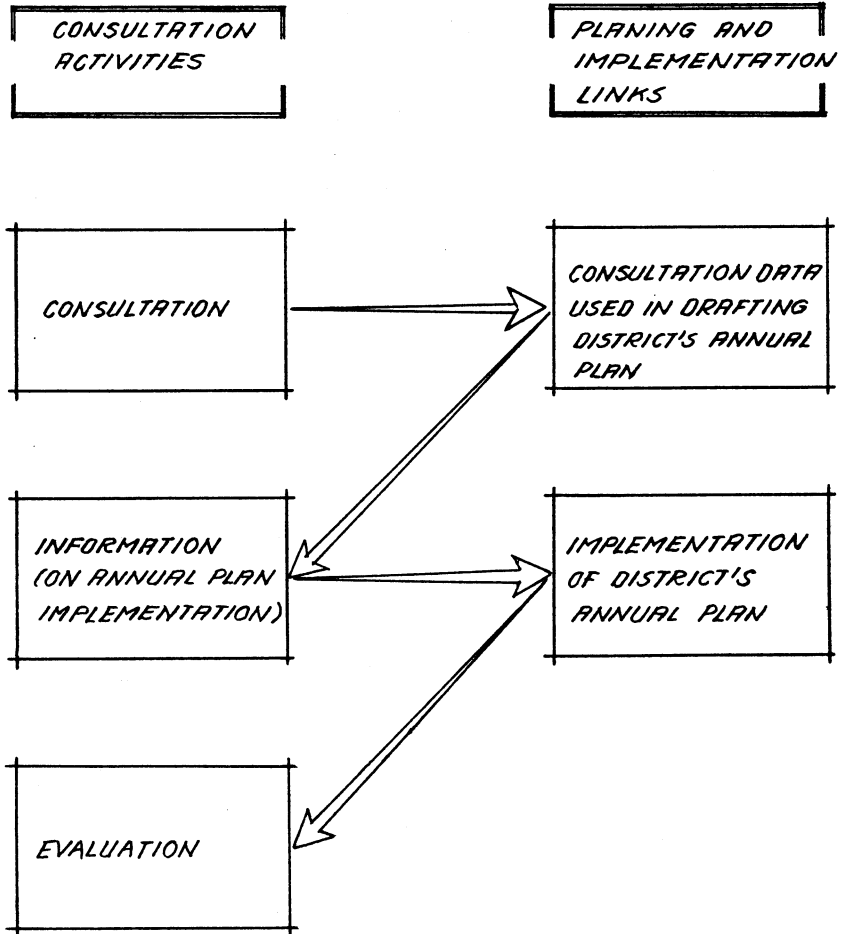 CONSULTATION
ACTIVITIES
PLANING AND
IMPLEMENTATION
LINKS
CONSULTATION
CONSULTATION DATA
USED IN DRAFTING
DISTRICT'S ANNUAL
PLAN
INFORMATION
(ON ANNUAL PLAN
IMPLEMENTATION)
IMPLEMENTATION
OF DISTRICT'S
ANNUAL PLAN
EVALUATION